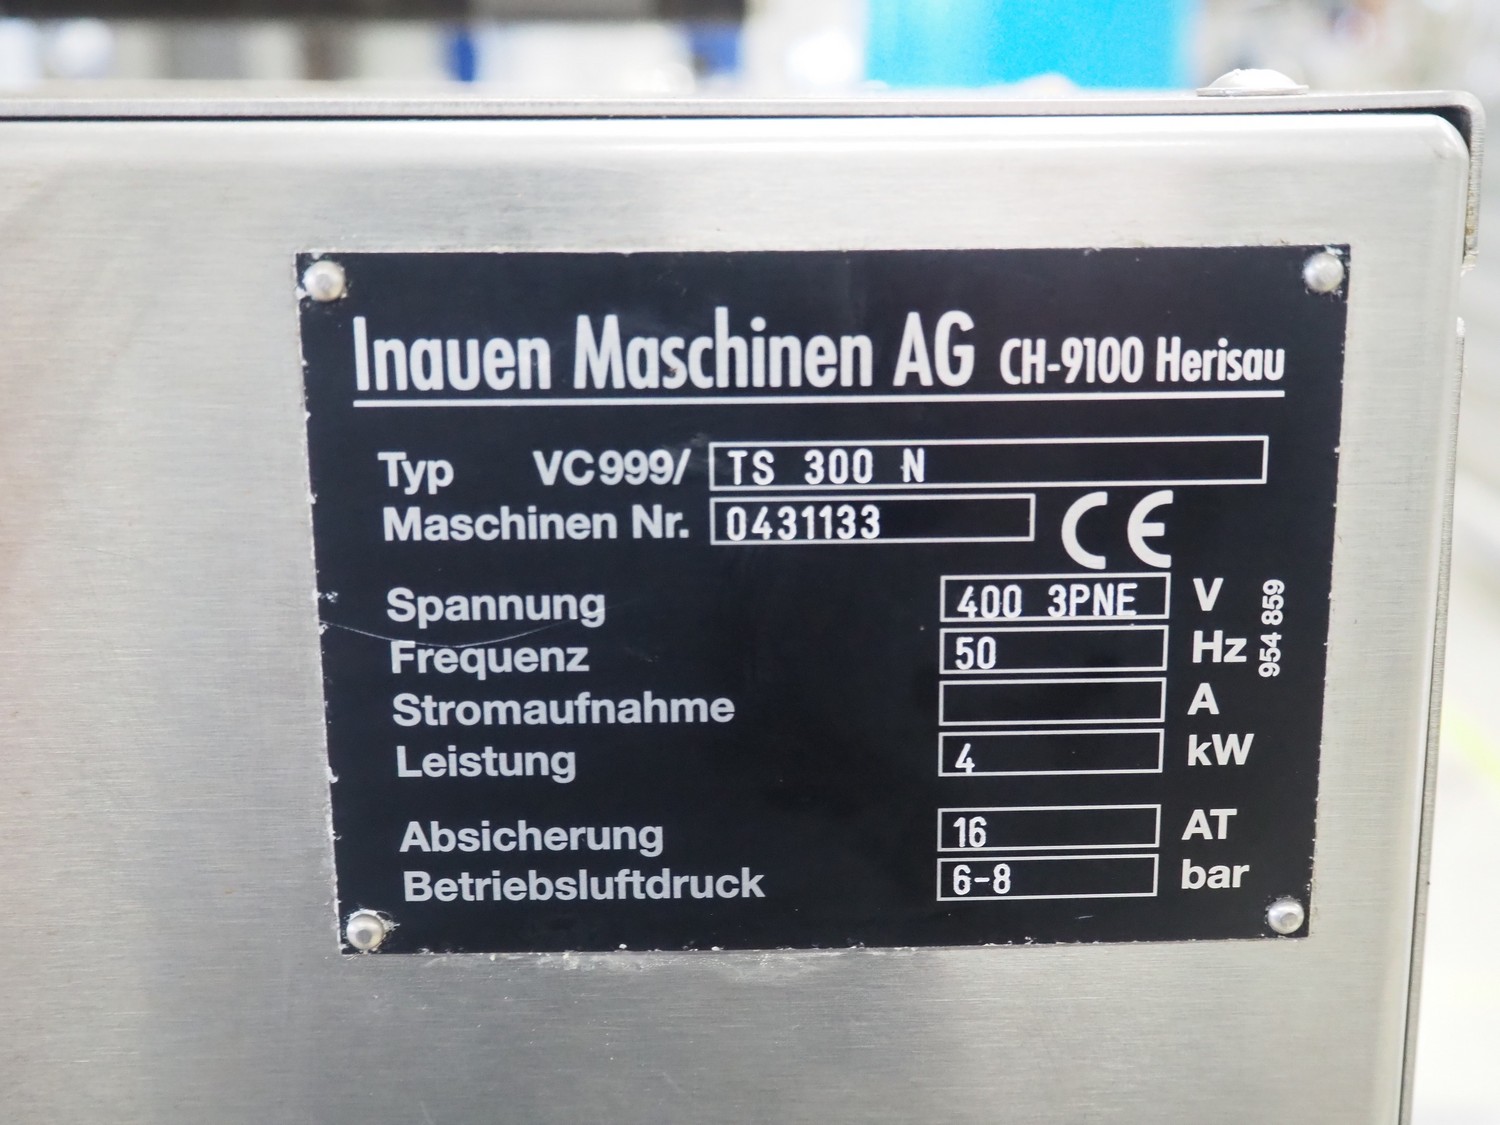 Inauen Maschinen AG CH-9100 Herisau
Typ VC999/ TS 300 N
Maschinen Nr. 0431133 CE
Spannung 400 3PNE V
Frequenz 50 Hz
Stromaufnahme A
Leistung 4 kW
Absicherung 16 AT
Betriebsluftdruck 6-8 bar
954 859